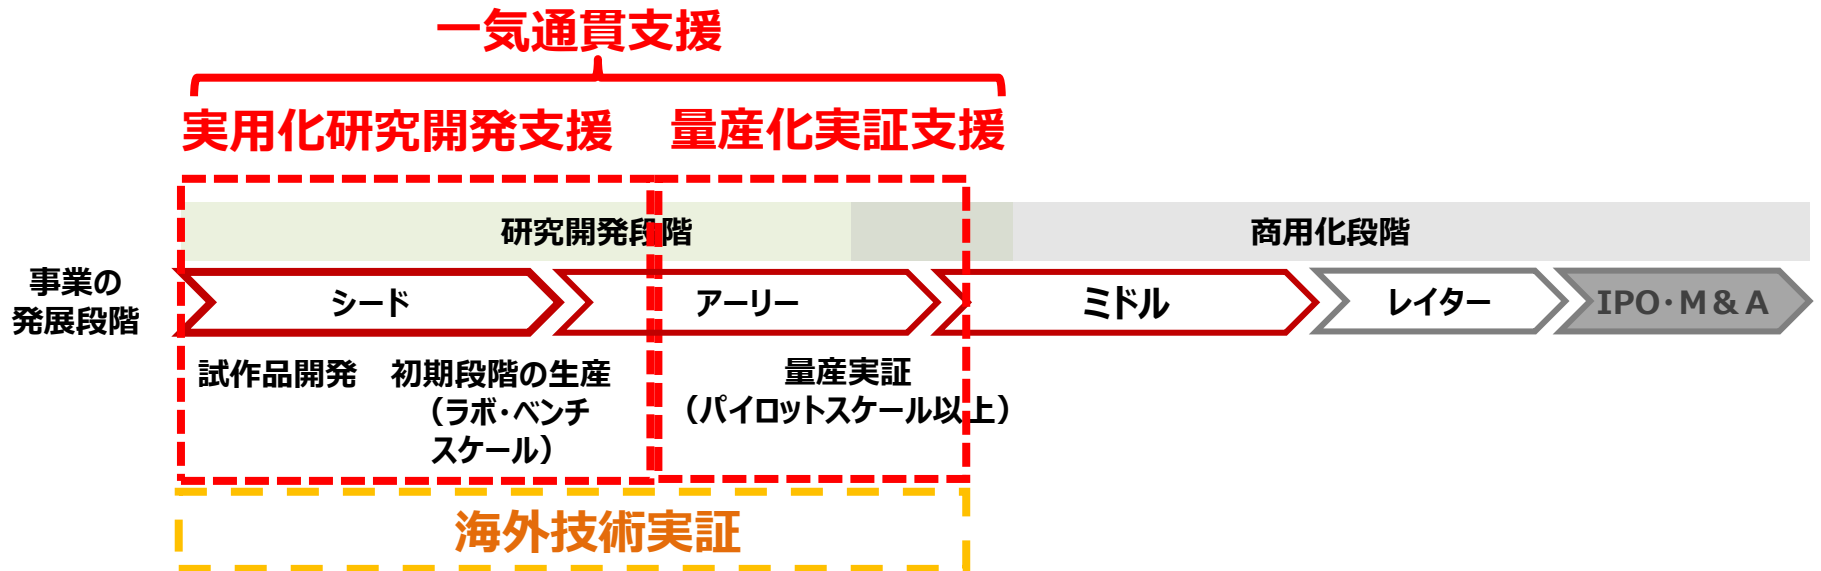 一気通貫支援
実用化研究開発支援
量産化実証支援
研究開発段階
商用化段階
事業の
発展段階
シード
アーリー
ミドル
レイター
IPO・M＆A
試作品開発
初期段階の生産
（ラボ・ベンチ
スケール）
量産実証
（パイロットスケール以上）
海外技術実証